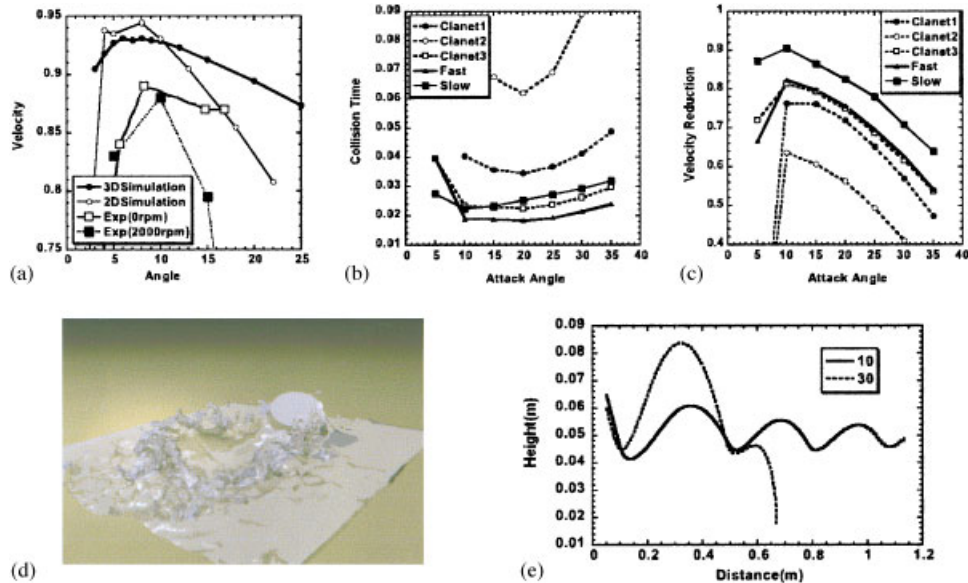 0.95
0.9
0.85
0.8
0.75
Velocity
3DSimulation
2DSimulation
Exp(0rpm)
Exp(2000rpm)
0 5 10 15 20 25
Angle
(a)
0.09
0.08
0.07
0.06
0.05
0.04
0.03
0.02
0.01
Collision Time
Clanet1
Clanet2
Clanet3
Fast
Slow
0 5 10 15 20 25 30 35 40
Attack Angle
(b)
1
0.9
0.8
0.7
0.6
0.5
0.4
Velocity Reduction
Clanet1
Clanet2
Clanet3
Fast
Slow
0 5 10 15 20 25 30 35 40
Attack Angle
(c)
(d)
0.09
0.08
0.07
0.06
0.05
0.04
0.03
0.02
0.01
Height(m)
10
30
0 0.2 0.4 0.6 0.8 1 1.2
Distance(m)
(e)